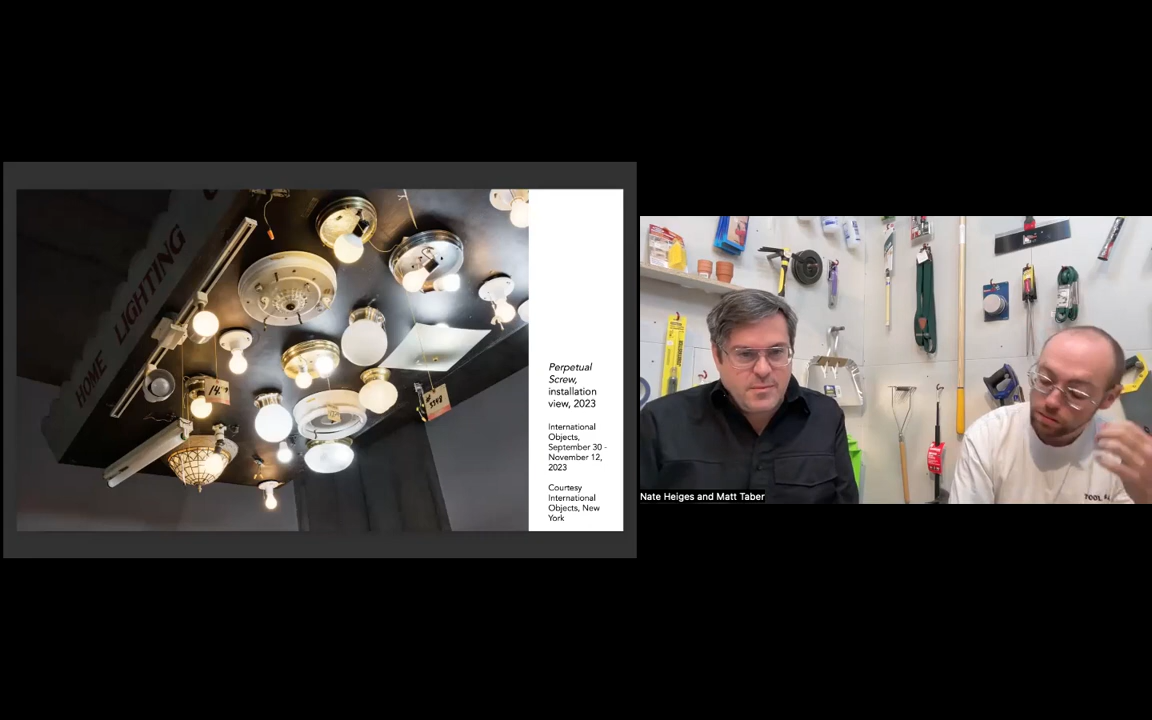 HOME LIGHTING
14.
Perpetual
Screw,
installation
view, 2023
International
Objects,
September 30 -
November 12,
2023
Courtesy
International
Objects, New
York
Nate Heiges and Matt Taber